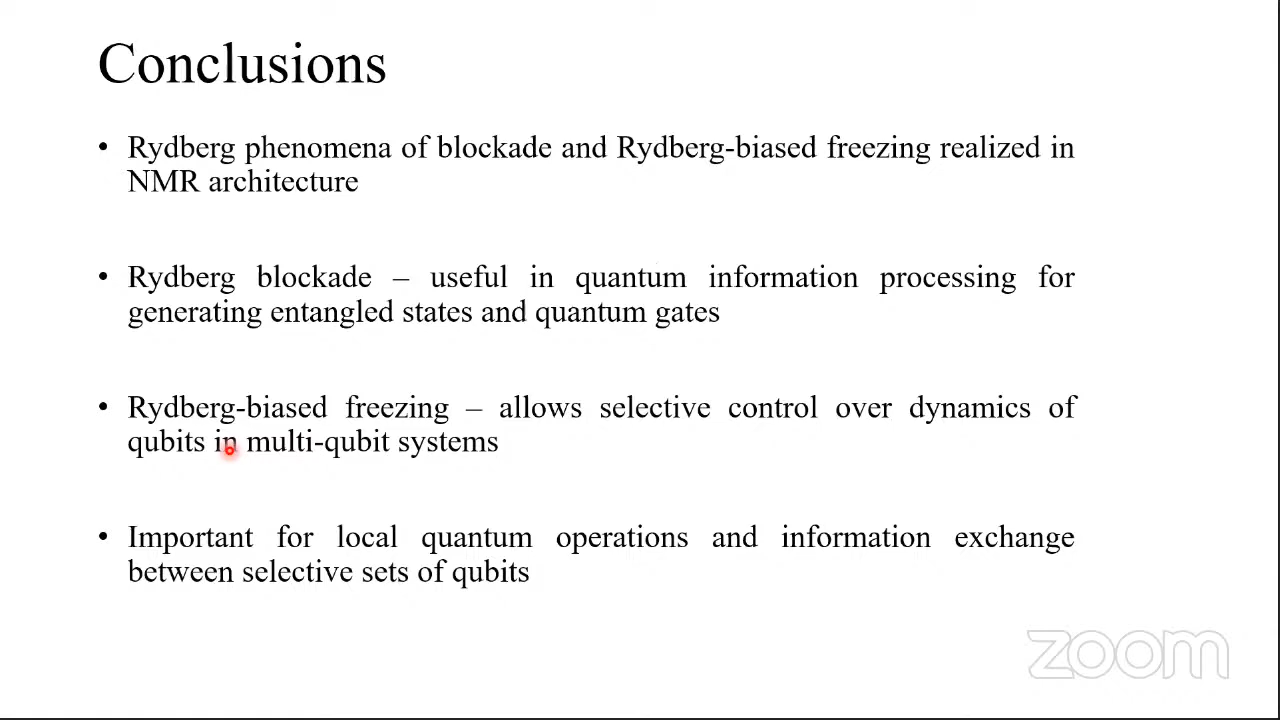 Conclusions
• Rydberg phenomena of blockade and Rydberg-biased freezing realized in
NMR architecture
• Rydberg blockade – useful in quantum information processing for
generating entangled states and quantum gates
• Rydberg-biased freezing – allows selective control over dynamics of
qubits in multi-qubit systems
• Important for local quantum operations and information exchange
between selective sets of qubits
zoom